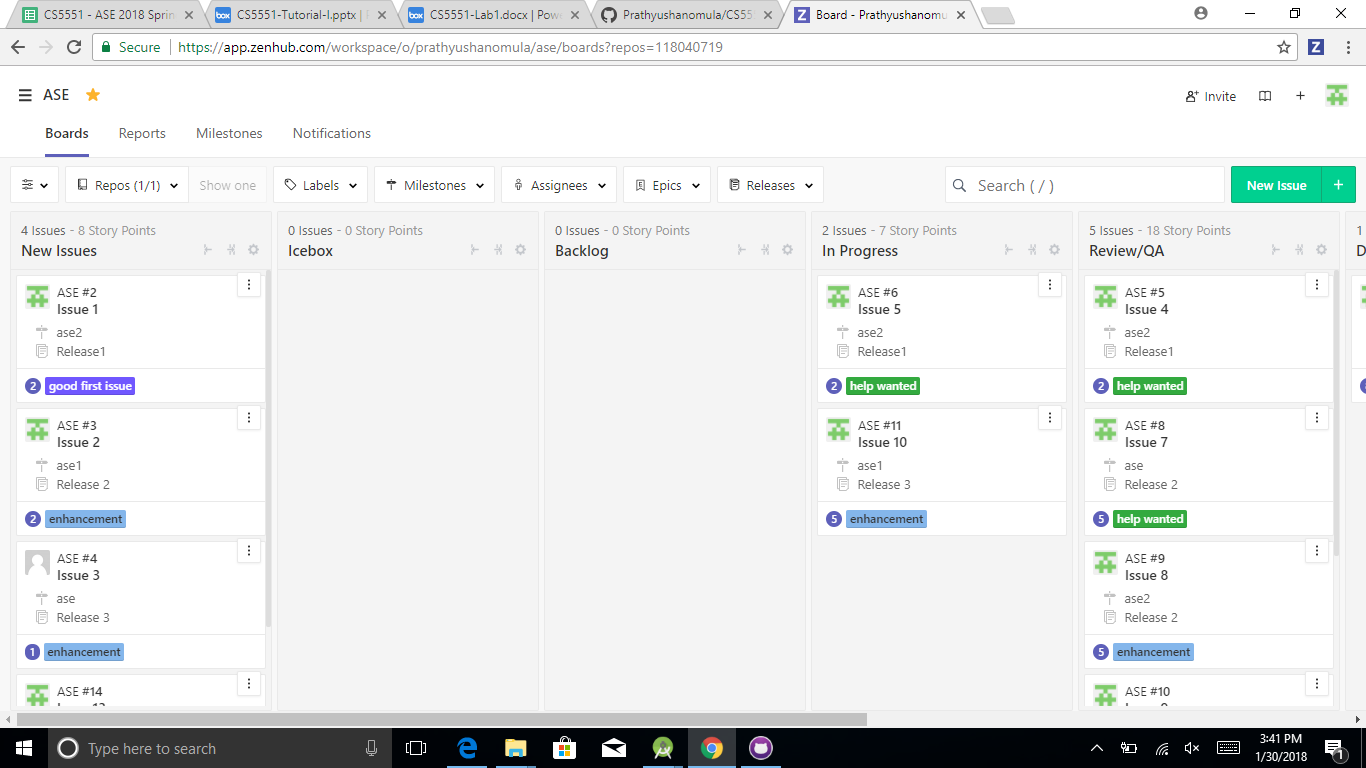 CS5551 - ASE 2018 Sprin
CS5551-Tutorial-I.pptx | P
CS5551-Lab1.docx | Pow
Prathyushanomula/CS55
Board - Prathyushanomu
Secure
https://app.zenhub.com/workspace/o/prathyushanomula/ase/boards?repos=118040719
ASE
Invite
Boards Reports Milestones Notifications
Repos (1/1) Show one Labels Milestones Assignees Epics Releases Search ( / ) New Issue +
4 Issues - 8 Story Points
New Issues
ASE #2
Issue 1
ase2
Release1
2 good first issue
ASE #3
Issue 2
ase1
Release 2
2 enhancement
ASE #4
Issue 3
ase
Release 3
1 enhancement
ASE #14
0 Issues - 0 Story Points
Icebox
0 Issues - 0 Story Points
Backlog
2 Issues - 7 Story Points
In Progress
ASE #6
Issue 5
ase2
Release1
2 help wanted
ASE #11
Issue 10
ase1
Release 3
5 enhancement
5 Issues - 18 Story Points
Review/QA
ASE #5
Issue 4
ase2
Release1
2 help wanted
ASE #8
Issue 7
ase
Release 2
5 help wanted
ASE #9
Issue 8
ase2
Release 2
5 enhancement
ASE #10
1
D
Type here to search
3:41 PM
1/30/2018
1